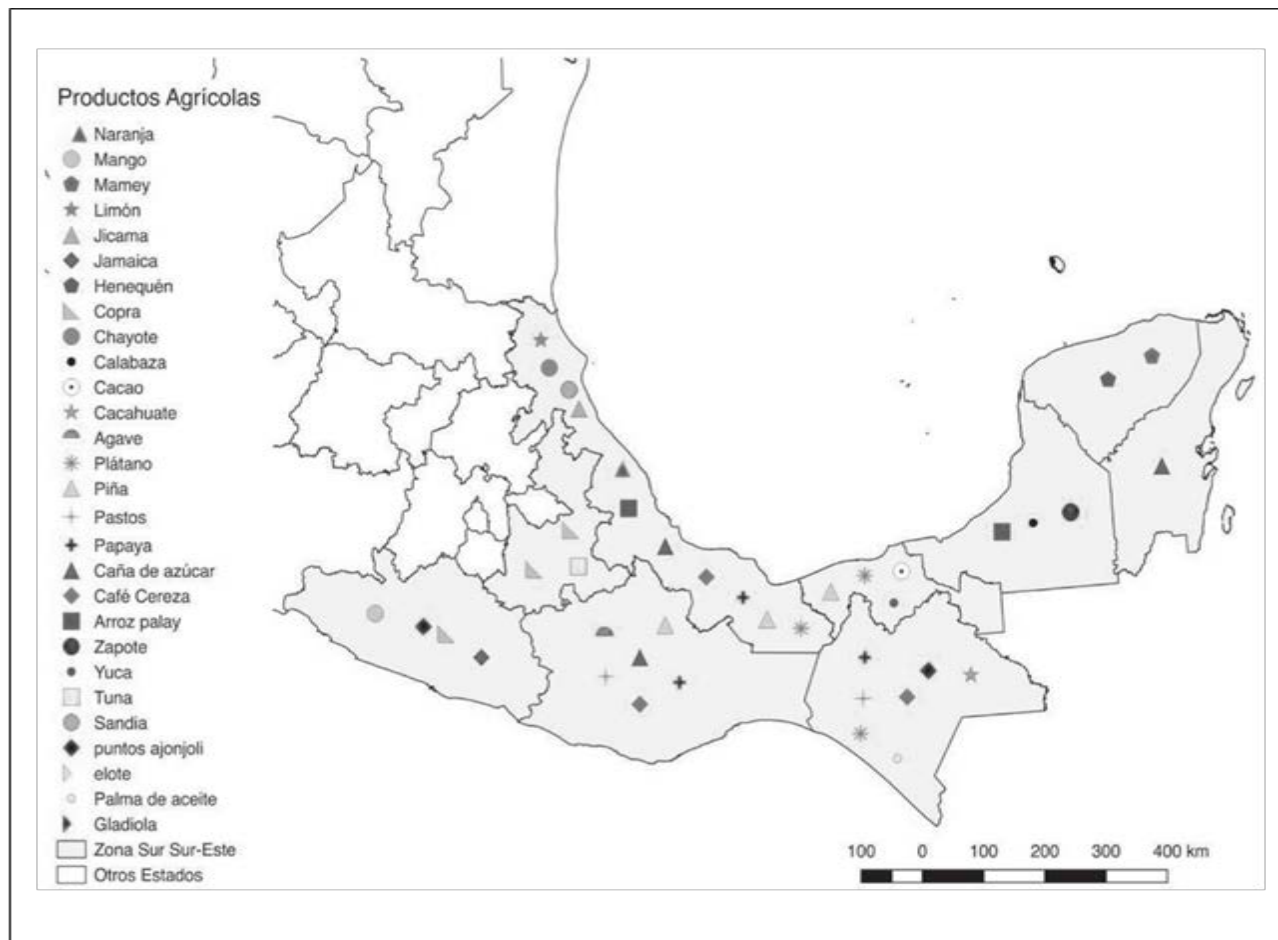 Productos Agrícolas
Naranja
Mango
Mamey
Limón
Jicama
Jamaica
Henequén
Copra
Chayote
Calabaza
Cacao
Cacahuate
Agave
Plátano
Piña
Pastos
Papaya
Caña de azúcar
Café Cereza
Arroz palay
Zapote
Yuca
Tuna
Sandia
puntos ajonjoli
elote
Palma de aceite
Gladiola
Zona Sur Sur-Este
Otros Estados
100 0 100 200 300 400 km